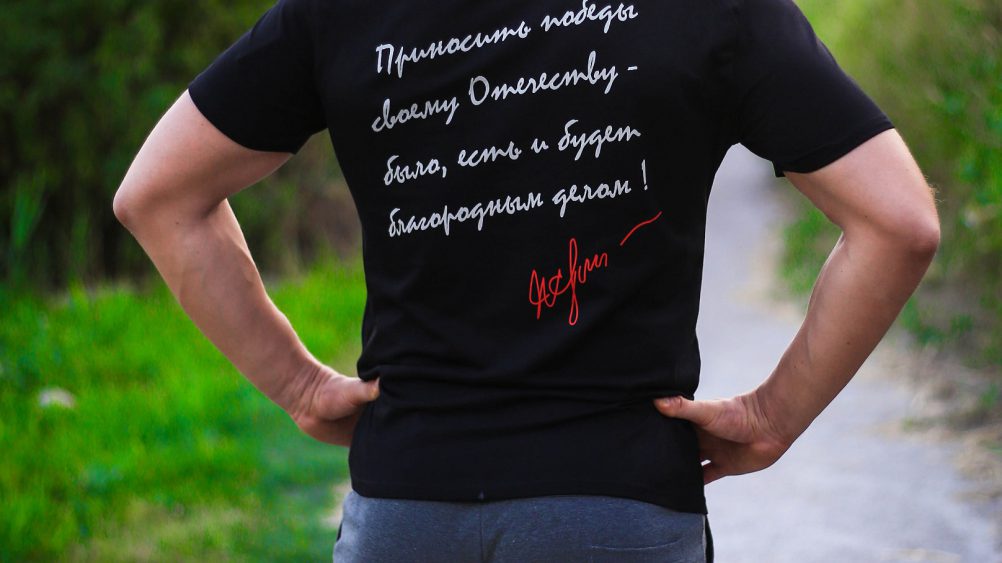 Приносить победы
своему Отечеству -
было, есть и будет
благородным делом!